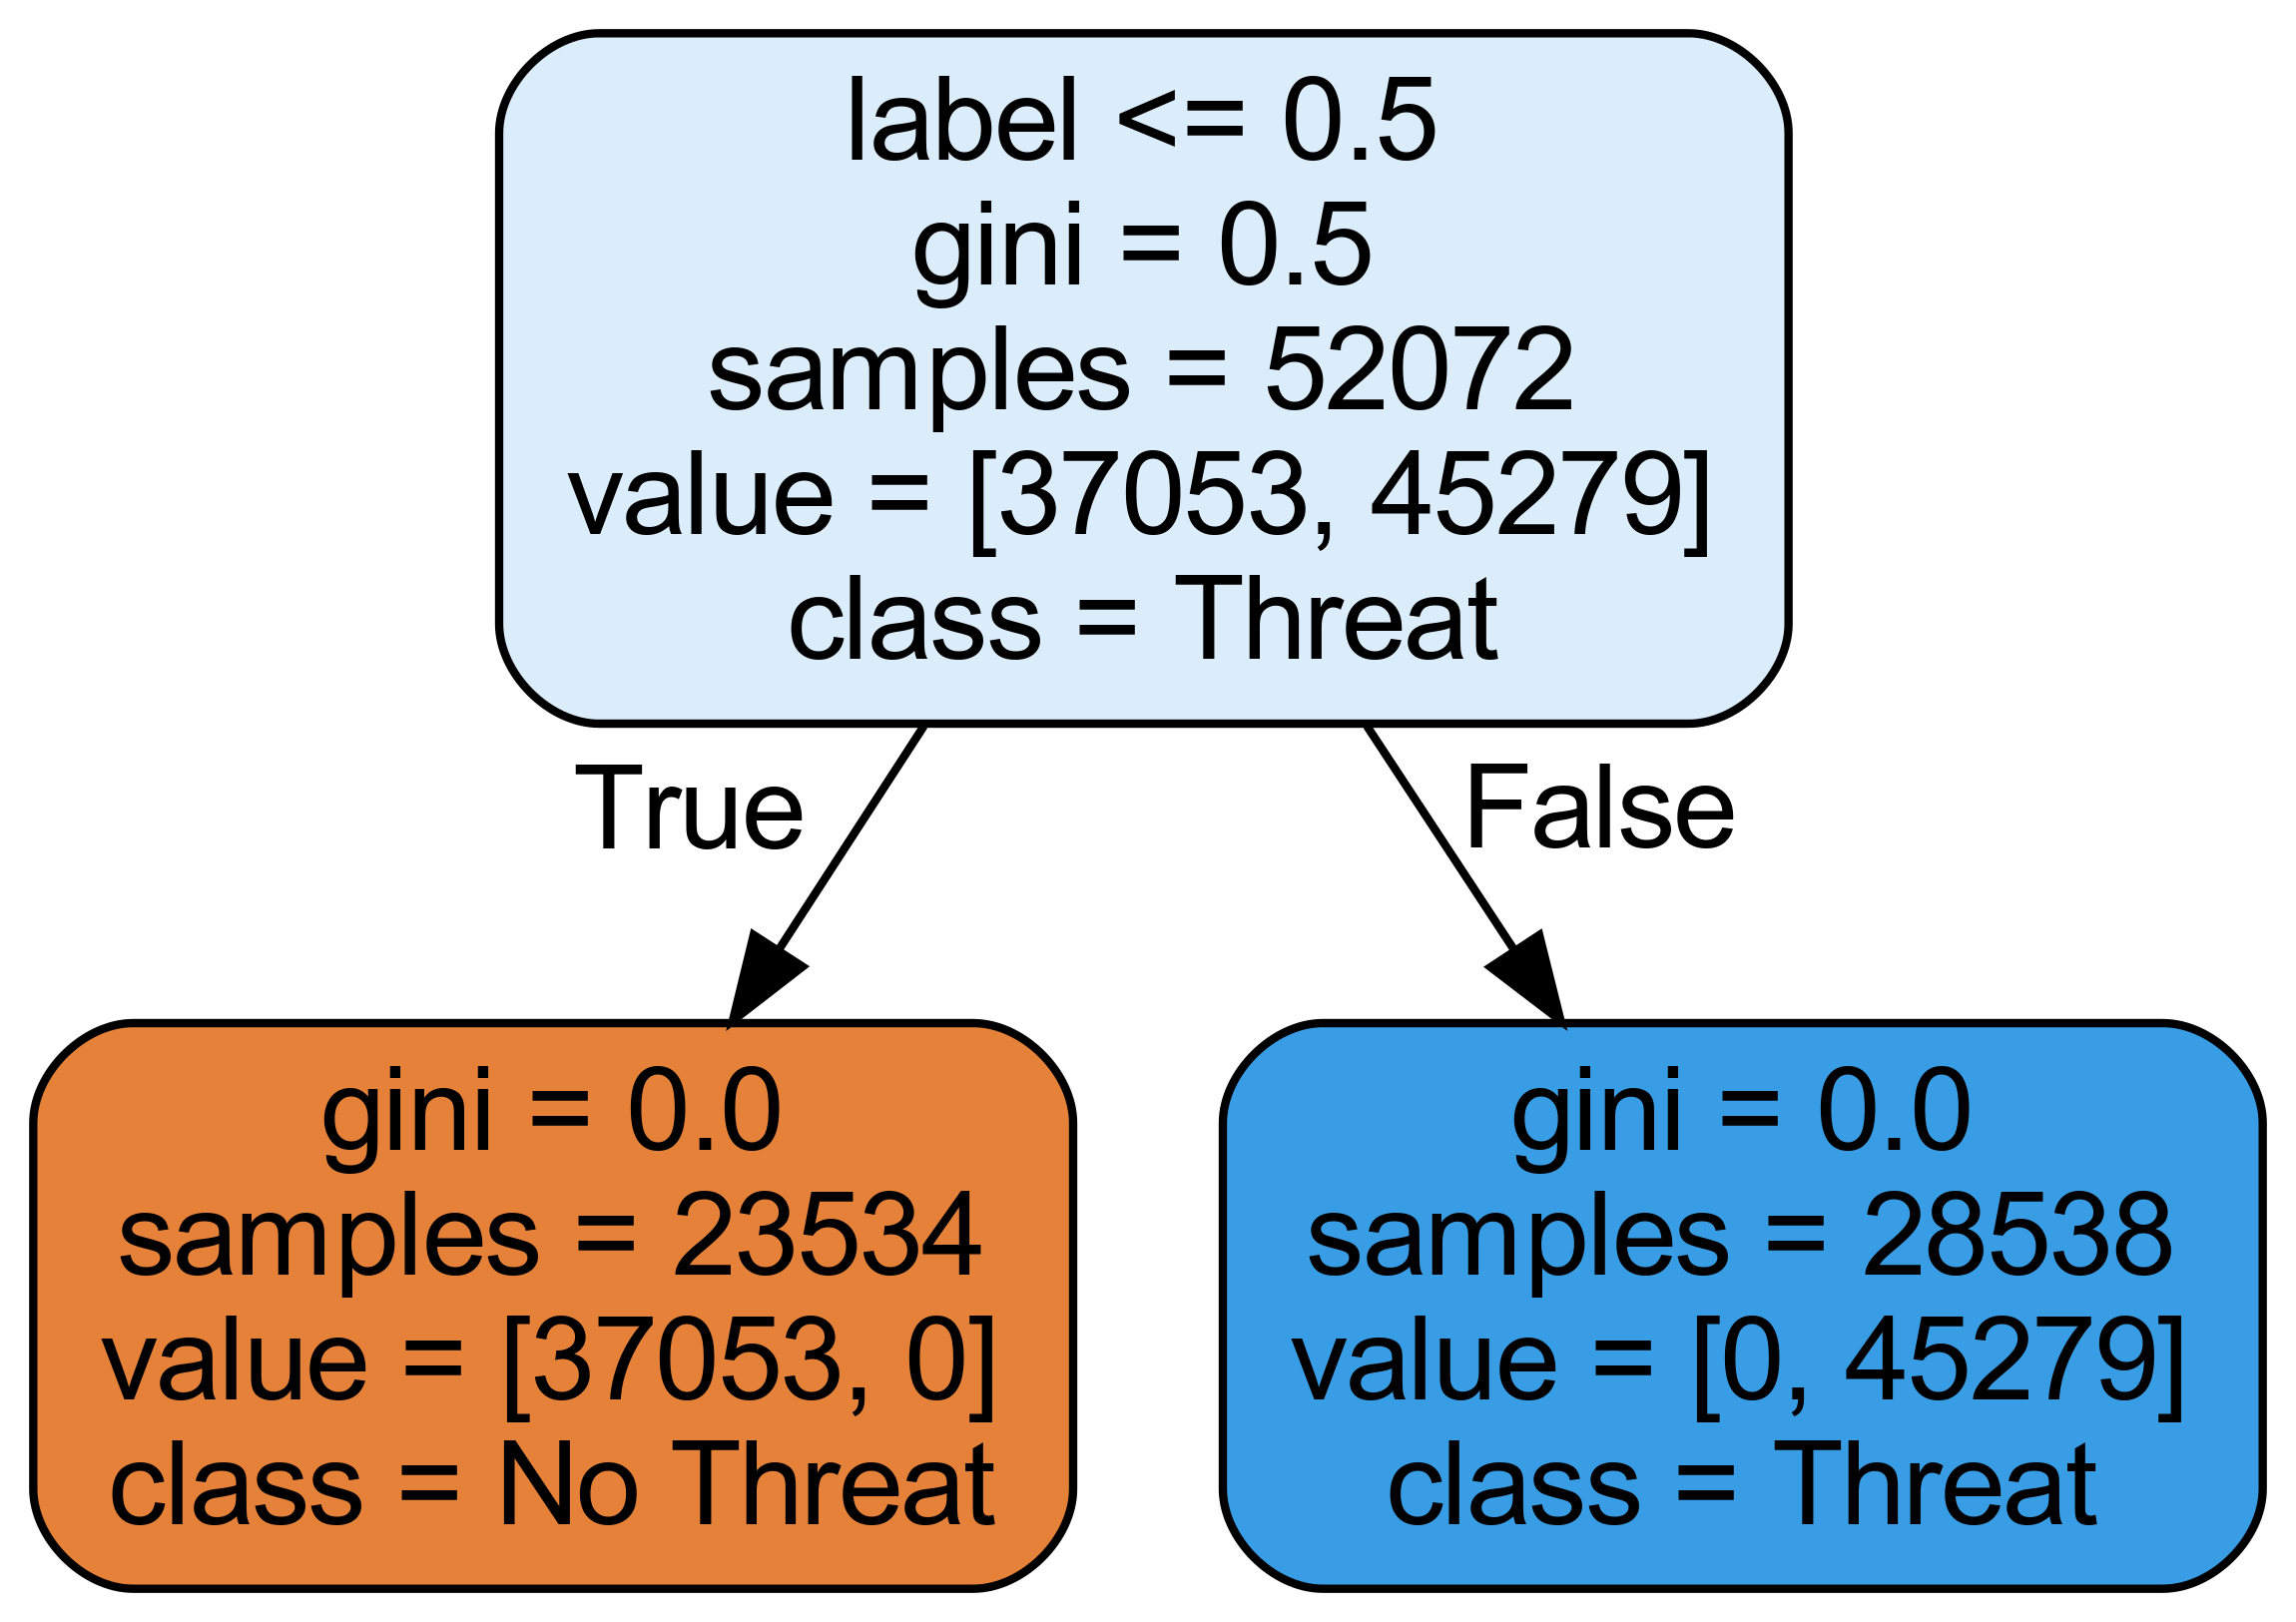 label <= 0.5
gini = 0.5
samples = 52072
value = [37053, 45279]
class = Threat
True
False
gini = 0.0
samples = 23534
value = [37053, 0]
class = No Threat
gini = 0.0
samples = 28538
value = [0, 45279]
class = Threat